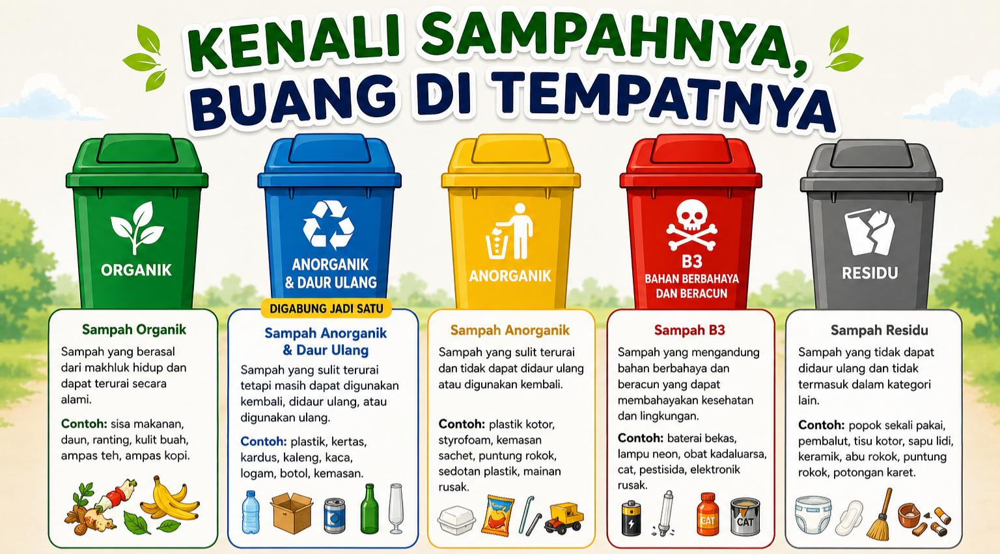 KENALI SAMPAHNYA,
BUANG DI TEMPATNYA
ORGANIK
ANORGANIK
& DAUR ULANG
DIGABUNG JADI SATU
ANORGANIK
B3
BAHAN BERBAHAYA
DAN BERACUN
RESIDU
Sampah Organik
Sampah yang berasal
dari makhluk hidup dan
dapat terurai secara
alami.
Contoh: sisa makanan,
daun, ranting, kulit buah,
ampas teh, ampas kopi.
Sampah Anorganik
& Daur Ulang
Sampah yang sulit terurai
tetapi masih dapat digunakan
kembali, didaur ulang, atau
digunakan ulang.
Contoh: plastik, kertas,
kardus, kaleng, kaca,
logam, botol, kemasan.
Sampah Anorganik
Sampah yang sulit terurai
dan tidak dapat didaur ulang
atau digunakan kembali.
Contoh: plastik kotor,
styrofoam, kemasan
sachet, puntung rokok,
sedotan plastik, mainan
rusak.
Sampah B3
Sampah yang mengandung
bahan berbahaya dan
beracun yang dapat
membahayakan kesehatan
dan lingkungan.
Contoh: baterai bekas,
lampu neon, obat kadaluarsa,
cat, pestisida, elektronik
rusak.
CAT
CAT
Sampah Residu
Sampah yang tidak dapat
didaur ulang dan tidak
termasuk dalam kategori
lain.
Contoh: popok sekali pakai,
pembalut, tisu kotor, sapu lidi,
keramik, abu rokok, puntung
rokok, potongan karet.